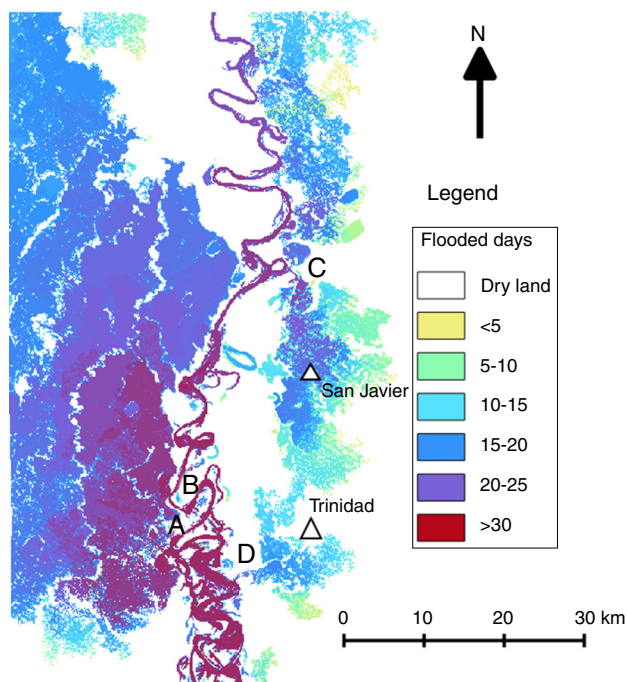 N
Legend
Flooded days
Dry land
<5
5-10
10-15
15-20
20-25
>30
C
San Javier
B
A
Trinidad
D
0 10 20 30 km